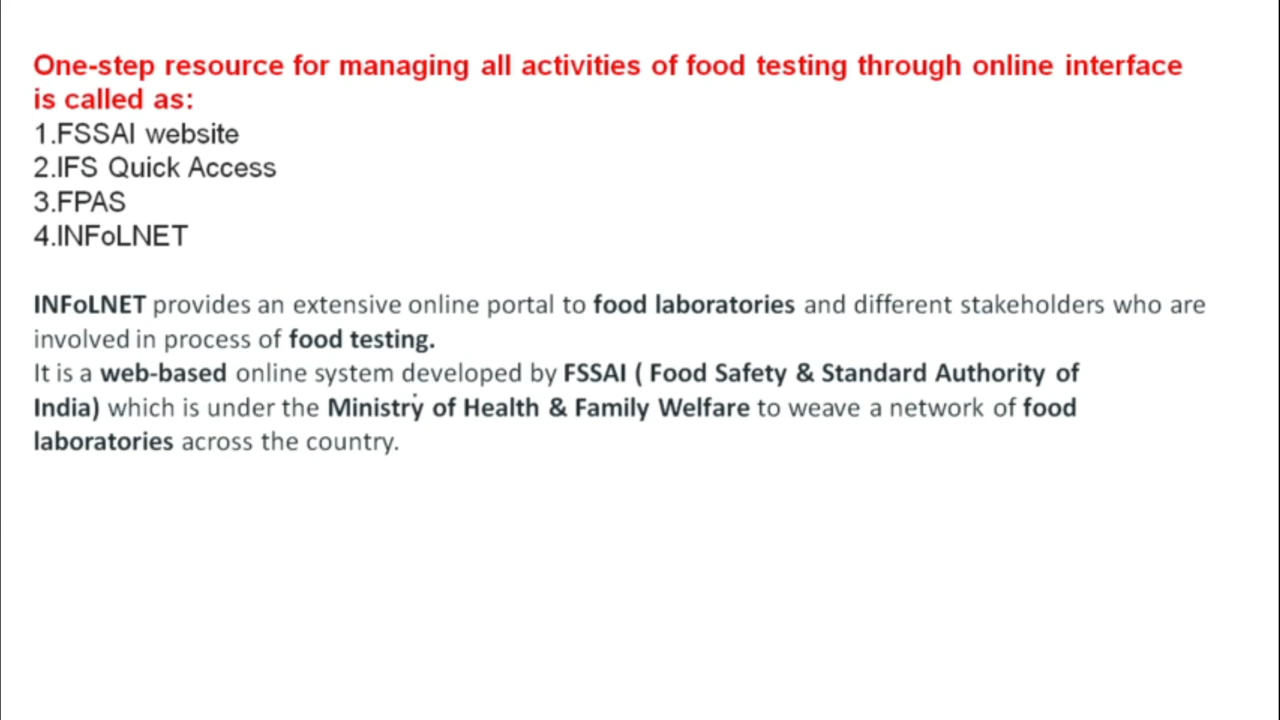 One-step resource for managing all activities of food testing through online interface
is called as:
1.FSSAI website
2.IFS Quick Access
3.FPAS
4.INFoLNET
INFoLNET provides an extensive online portal to food laboratories and different stakeholders who are
involved in process of food testing.
It is a web-based online system developed by FSSAI ( Food Safety & Standard Authority of
India) which is under the Ministry of Health & Family Welfare to weave a network of food
laboratories across the country.